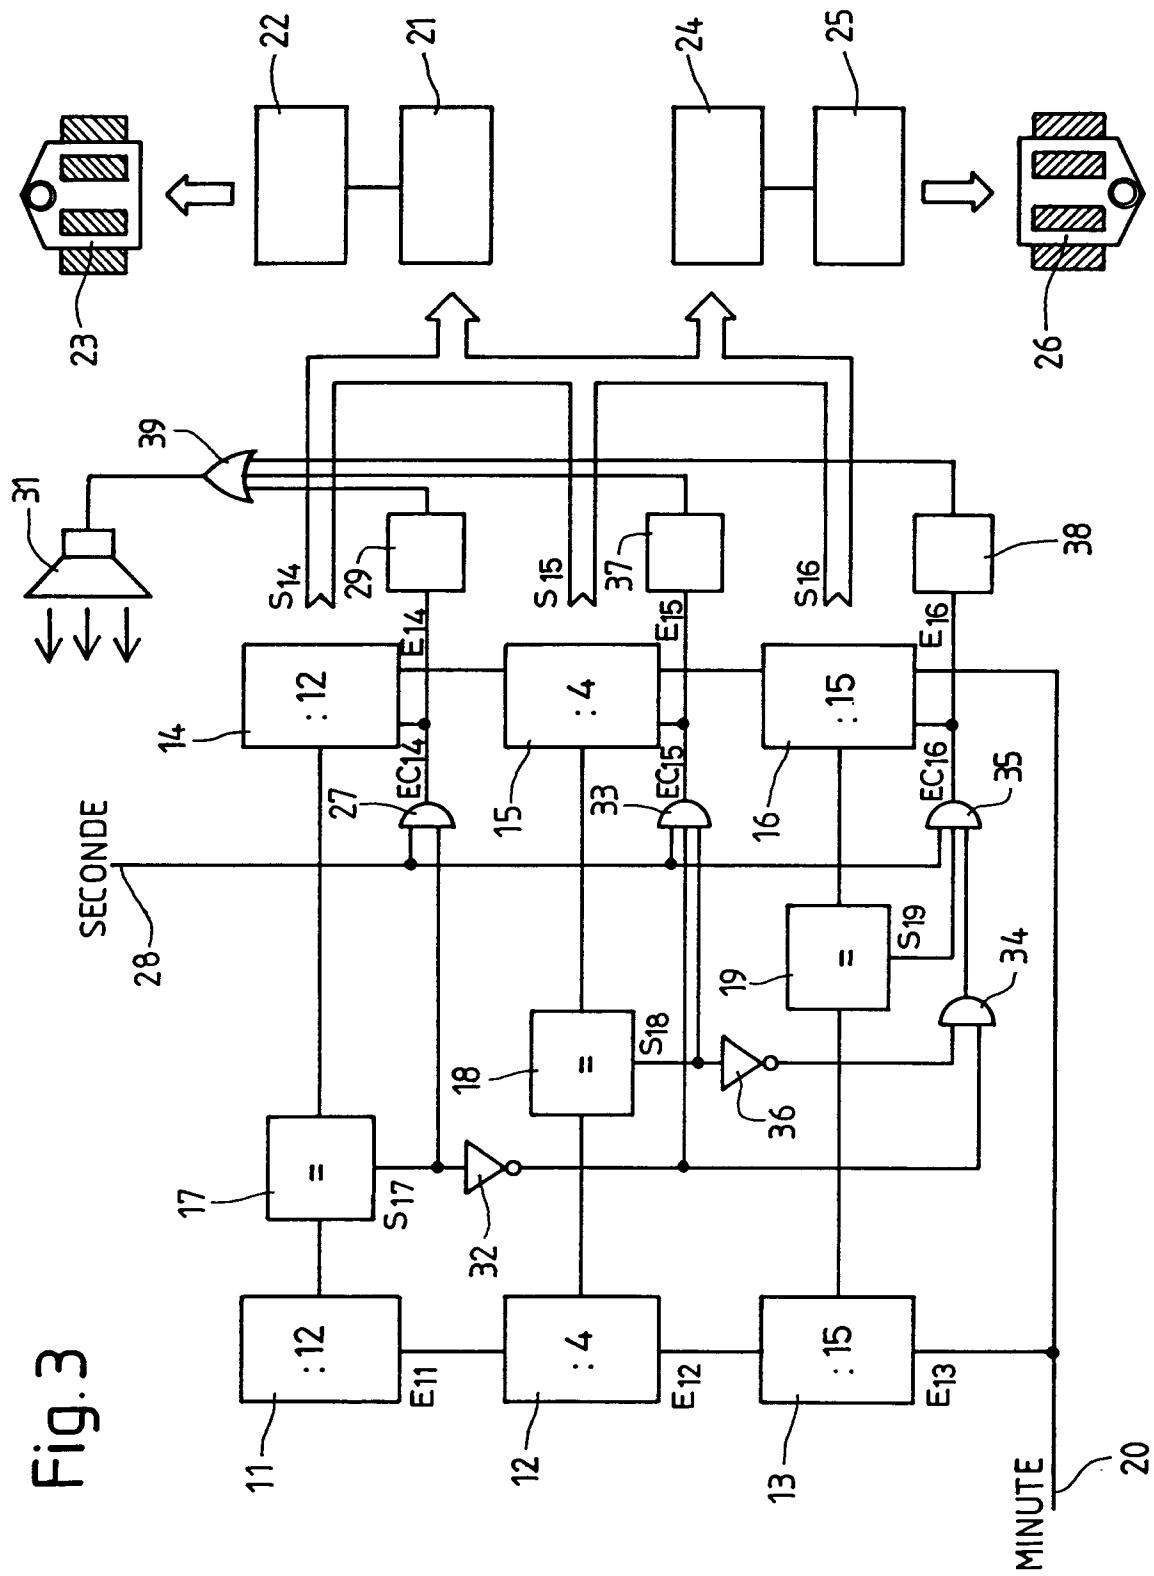 Fig. 3
MINUTE
20
SECONDE
28
11
:12
E11
12
:4
E12
13
:15
E13
17
=
S17
32
18
=
S18
36
19
=
S19
34
27
EC14
33
EC15
35
EC16
14
:12
E14
15
:4
E15
16
:15
E16
S14
S15
S16
29
37
38
31
39
23
22
21
24
25
26